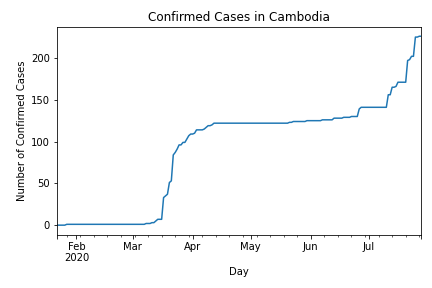 Confirmed Cases in Cambodia
Number of Confirmed Cases
200
150
100
50
0
Feb Mar Apr May Jun Jul
2020
Day